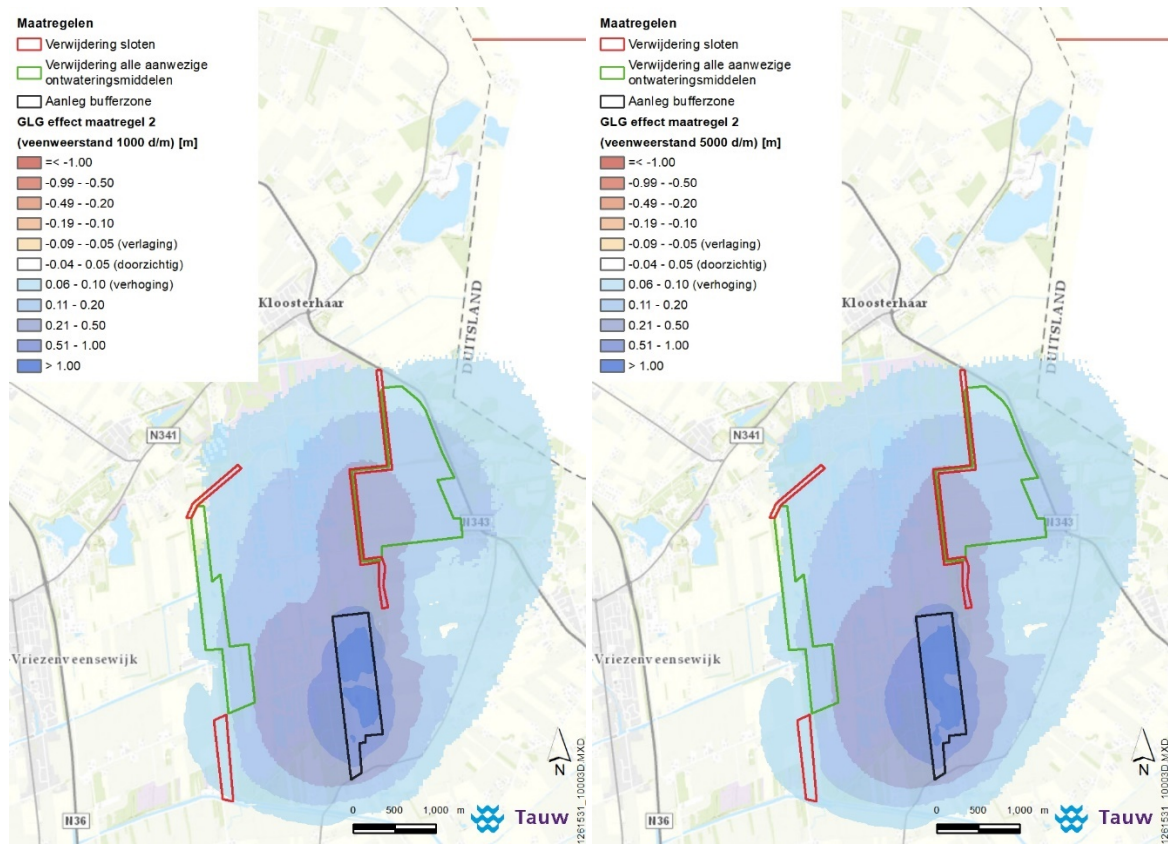 Maatregelen
Verwijdering sloten
Verwijdering alle aanwezige
ontwateringsmiddelen
Aanleg bufferzone
GLG effect maatregel 2
(veenweerstand 1000 d/m) [m]
=< -1.00
-0.99 - -0.50
-0.49 - -0.20
-0.19 - -0.10
-0.09 - -0.05 (verlaging)
-0.04 - 0.05 (doorzichtig)
0.06 - 0.10 (verhoging)
0.11 - 0.20
0.21 - 0.50
0.51 - 1.00
> 1.00
Kloosterhaar
DUITSLAND
N341
N343
Vriezenveensewijk
N36
N
0 500 1,000 m
Tauw
1261531_10003D.MXD
Maatregelen
Verwijdering sloten
Verwijdering alle aanwezige
ontwateringsmiddelen
Aanleg bufferzone
GLG effect maatregel 2
(veenweerstand 5000 d/m) [m]
=< -1.00
-0.99 - -0.50
-0.49 - -0.20
-0.19 - -0.10
-0.09 - -0.05 (verlaging)
-0.04 - 0.05 (doorzichtig)
0.06 - 0.10 (verhoging)
0.11 - 0.20
0.21 - 0.50
0.51 - 1.00
> 1.00
Kloosterhaar
DUITSLAND
N341
N343
Vriezenveensewijk
N36
N
0 500 1,000 m
Tauw
1261531_10003D.MXD